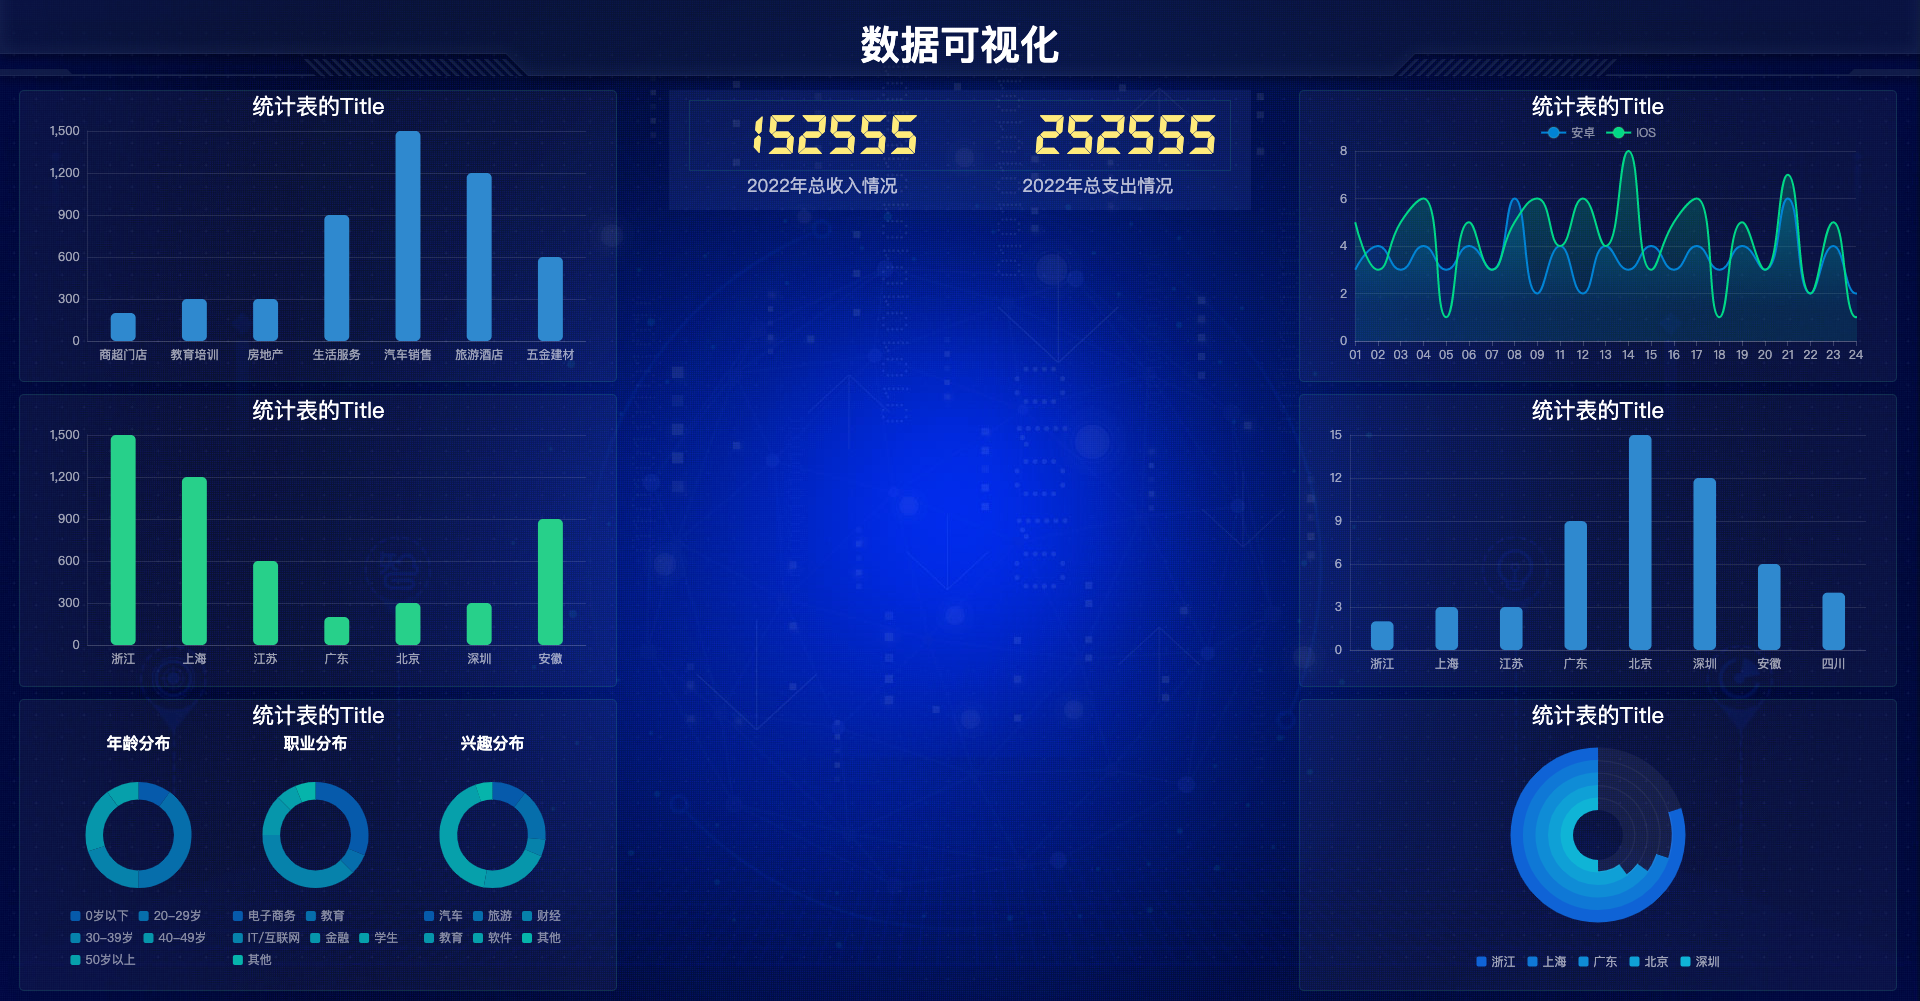 数据可视化
统计表的Title
1,500
1,200
900
600
300
0
商超门店 教育培训 房地产 生活服务 汽车销售 旅游酒店 五金建材
统计表的Title
1,500
1,200
900
600
300
0
浙江 上海 江苏 广东 北京 深圳 安徽
统计表的Title
年龄分布 职业分布 兴趣分布
0岁以下 20-29岁
30-39岁 40-49岁
50岁以上
电子商务 教育
IT/互联网 金融 学生
其他
汽车 旅游 财经
教育 软件 其他
152555 252555
2022年总收入情况 2022年总支出情况
统计表的Title
安卓 IOS
8
6
4
2
0
01 02 03 04 05 06 07 08 09 10 11 12 13 14 15 16 17 18 19 20 21 22 23 24
统计表的Title
15
12
9
6
3
0
浙江 上海 江苏 广东 北京 深圳 安徽 四川
统计表的Title
浙江 上海 广东 北京 深圳